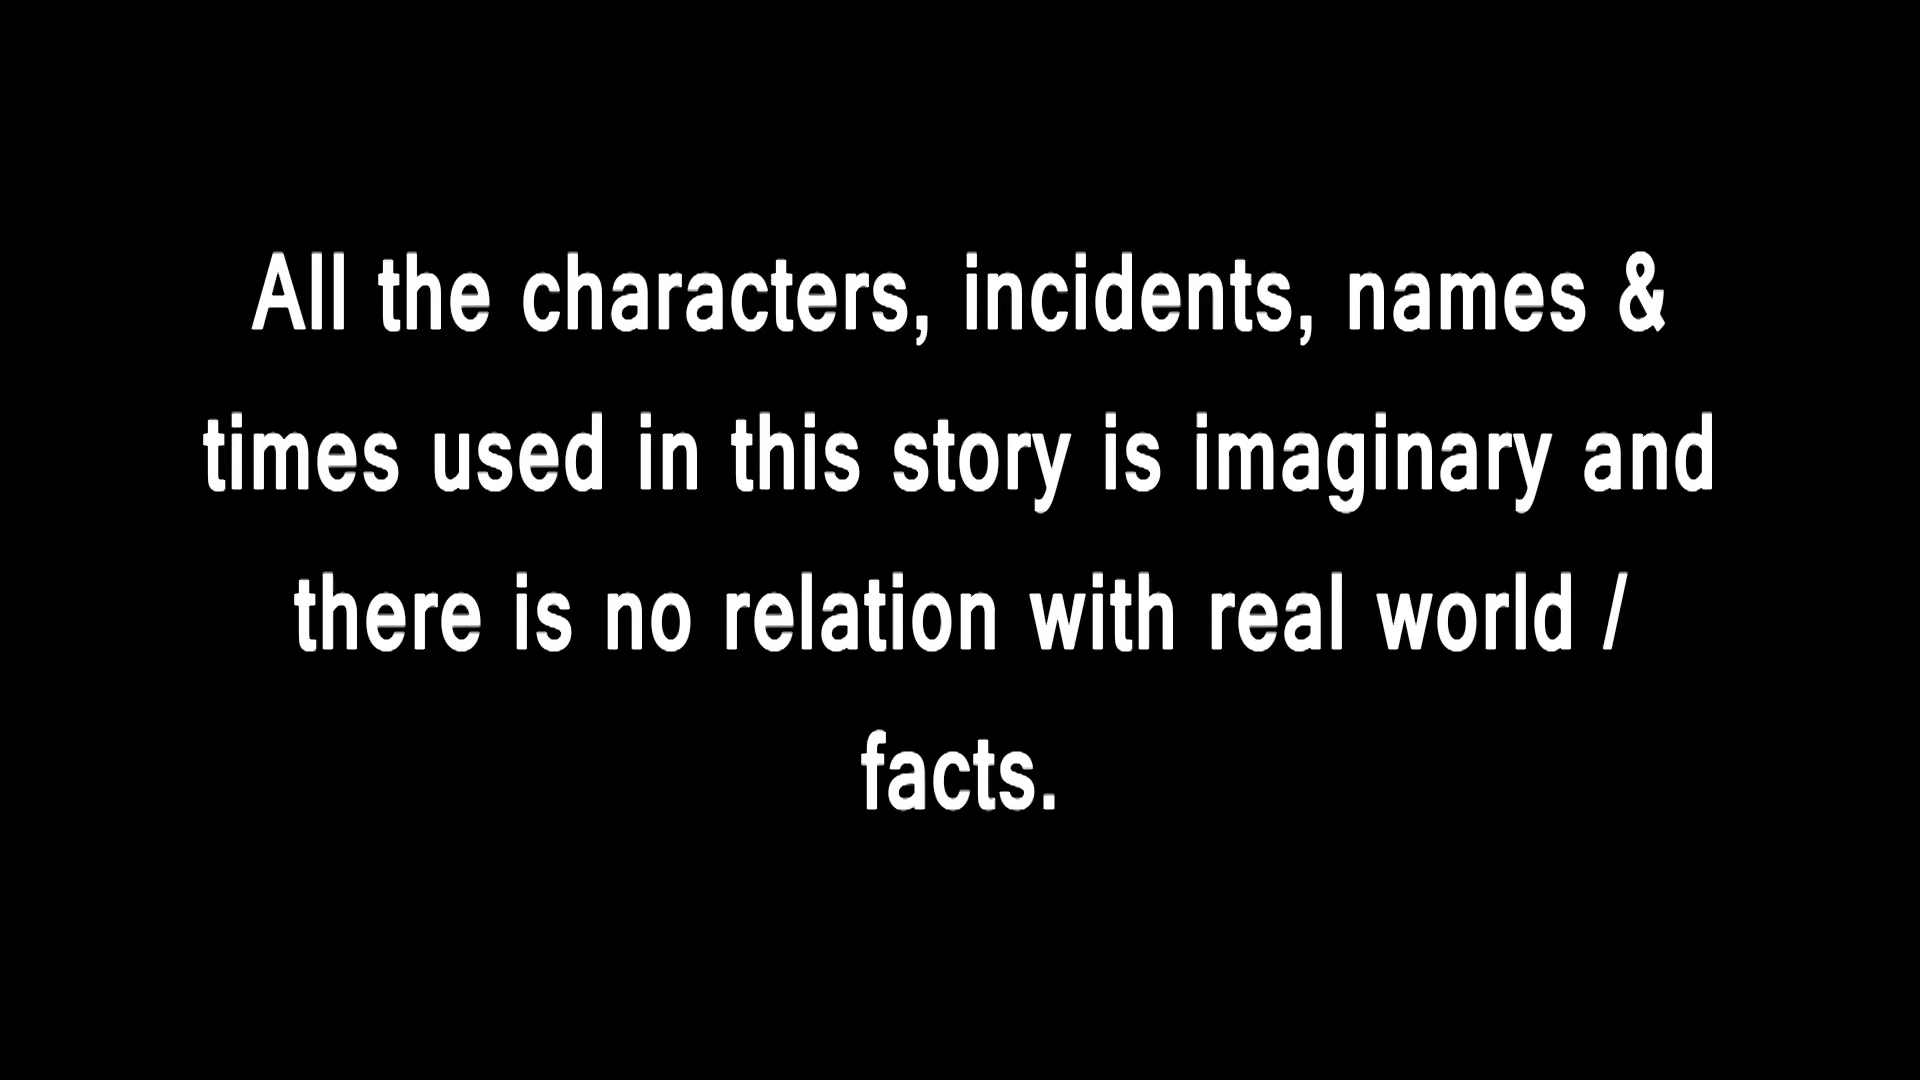 All the characters, incidents, names &
times used in this story is imaginary and
there is no relation with real world /
facts.